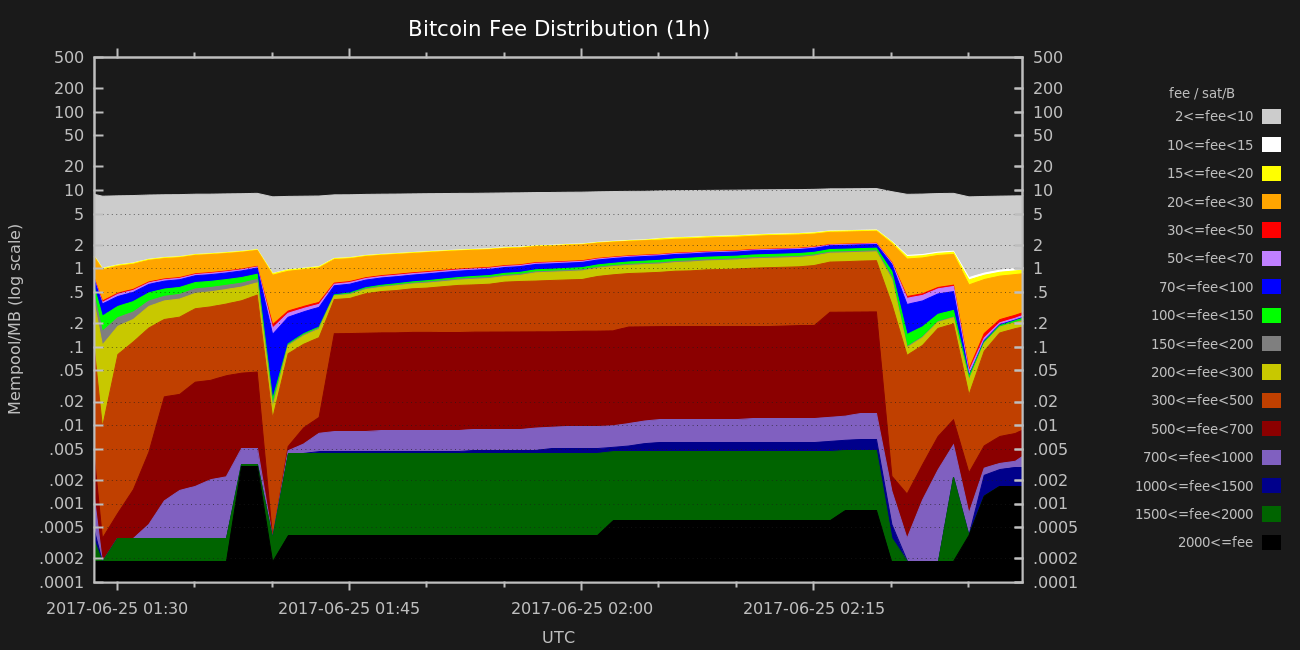 Bitcoin Fee Distribution (1h)
Mempool/MB (log scale)
500
200
100
50
20
10
5
2
1
.5
.2
.1
.05
.02
.01
.005
.002
.001
.0005
.0002
.0001
500
200
100
50
20
10
5
2
1
.5
.2
.1
.05
.02
.01
.005
.002
.001
.0005
.0002
.0001
2017-06-25 01:30
2017-06-25 01:45
2017-06-25 02:00
2017-06-25 02:15
UTC
fee / sat/B
2<=fee<10
10<=fee<15
15<=fee<20
20<=fee<30
30<=fee<50
50<=fee<70
70<=fee<100
100<=fee<150
150<=fee<200
200<=fee<300
300<=fee<500
500<=fee<700
700<=fee<1000
1000<=fee<1500
1500<=fee<2000
2000<=fee